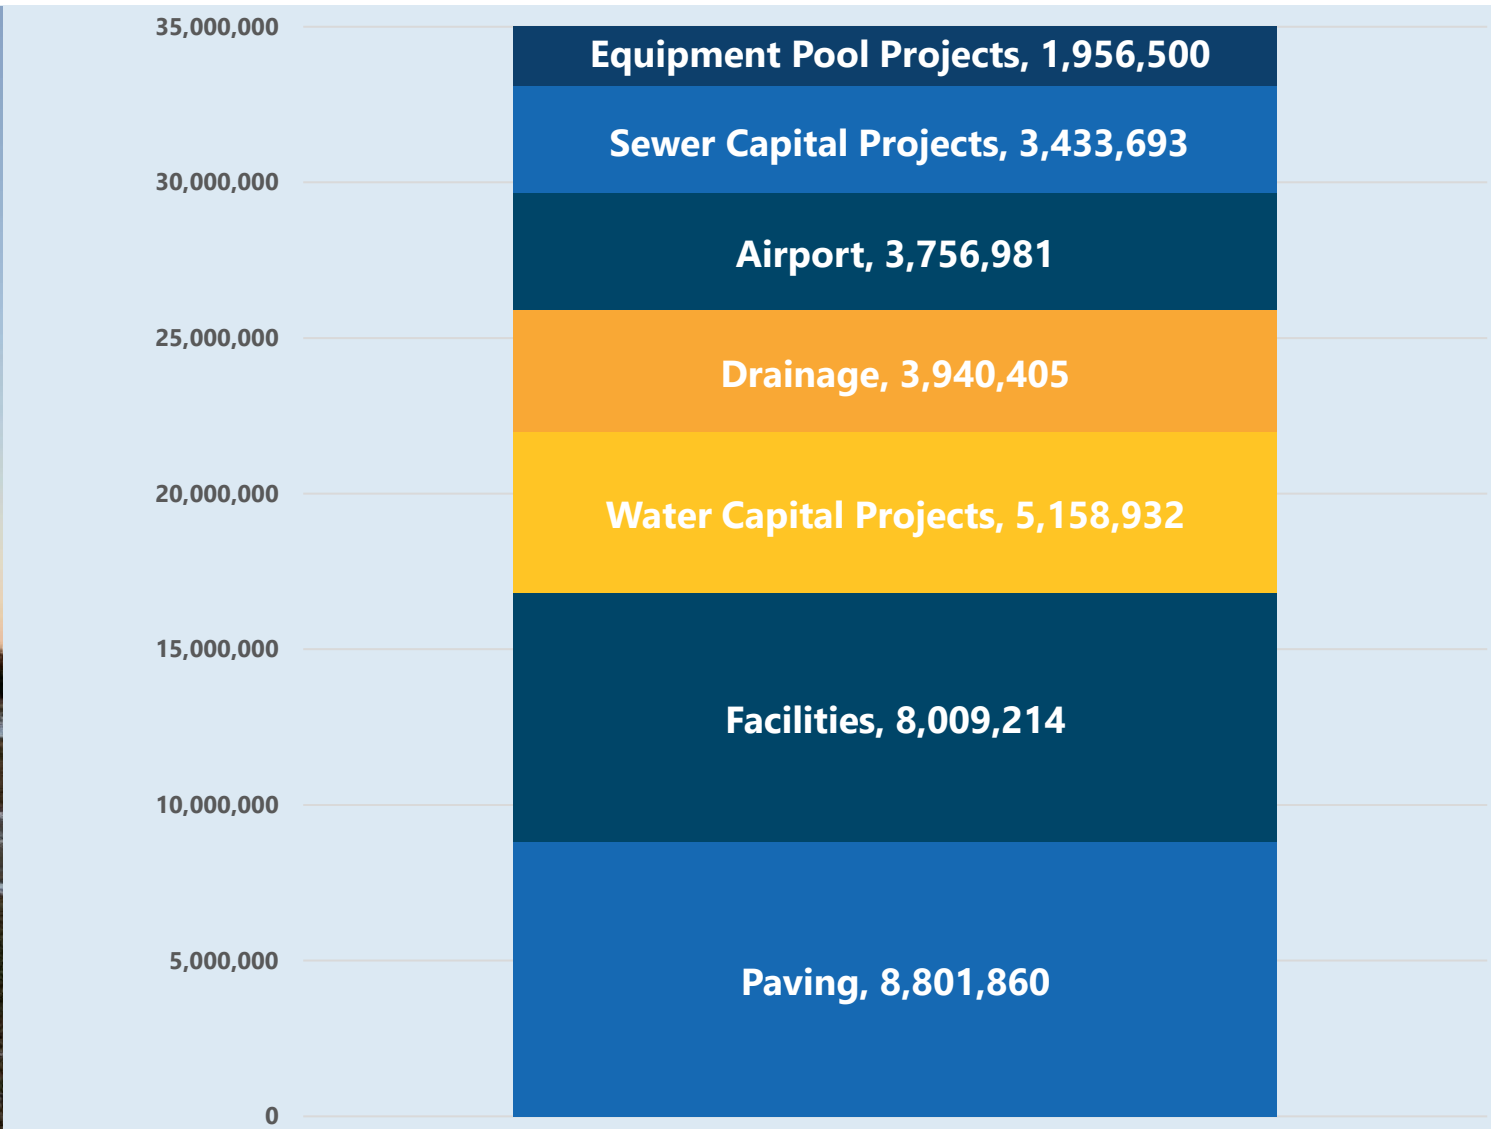 35,000,000
Equipment Pool Projects, 1,956,500
Sewer Capital Projects, 3,433,693
30,000,000
Airport, 3,756,981
25,000,000
Drainage, 3,940,405
20,000,000
Water Capital Projects, 5,158,932
15,000,000
Facilities, 8,009,214
10,000,000
5,000,000
Paving, 8,801,860
0